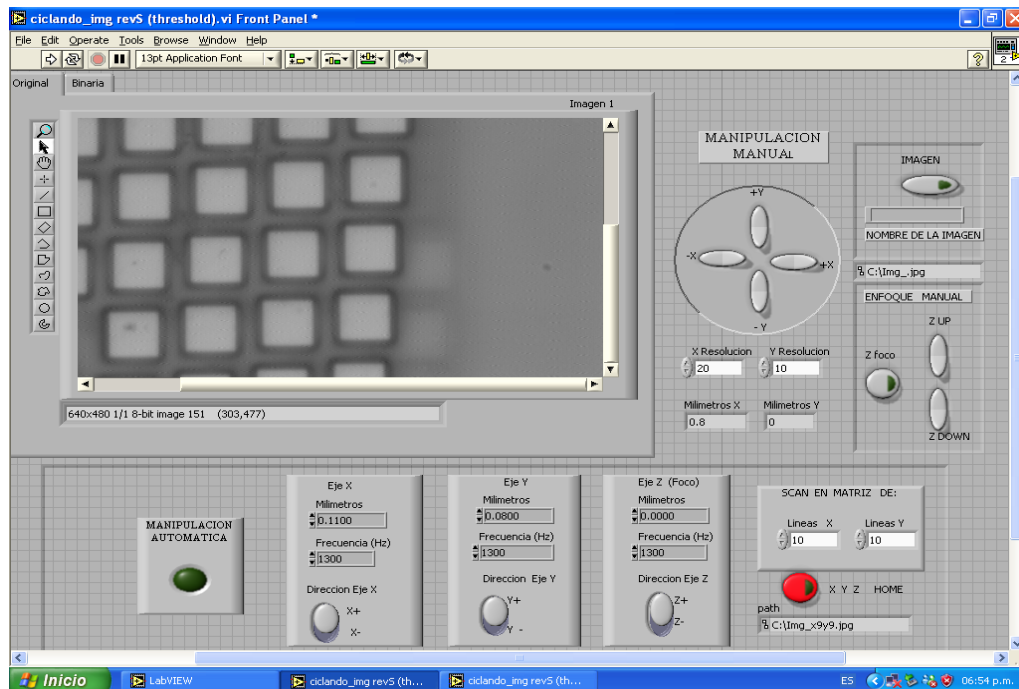 ciclando_img revS (threshold).vi Front Panel *
File Edit Operate Tools Browse Window Help
13pt Application Font
2
Original Binaria
Imagen 1
640x480 1/1 8-bit image 151 (303,477)
MANIPULACION
MANUAL
+Y
-X
+X
- Y
X Resolucion Y Resolucion
20 10
Milimetros X Milimetros Y
0.8 0
IMAGEN
NOMBRE DE LA IMAGEN
C:\Img_.jpg
ENFOQUE MANUAL
Z UP
Z foco
Z DOWN
MANIPULACION
AUTOMATICA
Eje X
Milimetros
0.1100
Frecuencia (Hz)
1300
Direccion Eje X
X+
X-
Eje Y
Milimetros
0.0800
Frecuencia (Hz)
1300
Direccion Eje Y
Y+
Y -
Eje Z (Foco)
Milimetros
0.0000
Frecuencia (Hz)
1300
Direccion Eje Z
Z+
Z-
SCAN EN MATRIZ DE:
Lineas X Lineas Y
10 10
X Y Z HOME
path
C:\Img_x9y9.jpg
Inicio LabVIEW ciclando_img revS (th... ciclando_img revS (th... ES 06:54 p.m.